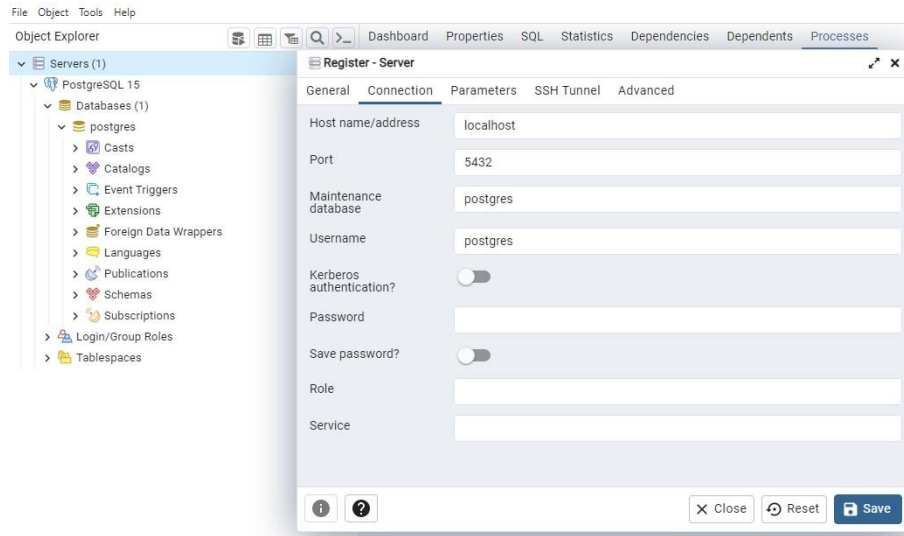 File Object Tools Help
Object Explorer
Dashboard Properties SQL Statistics Dependencies Dependents Processes
Servers (1)
PostgreSQL 15
Databases (1)
postgres
Casts
Catalogs
Event Triggers
Extensions
Foreign Data Wrappers
Languages
Publications
Schemas
Subscriptions
Login/Group Roles
Tablespaces
Register - Server
General Connection Parameters SSH Tunnel Advanced
Host name/address localhost
Port 5432
Maintenance
database postgres
Username postgres
Kerberos
authentication?
Password
Save password?
Role
Service
Close Reset Save